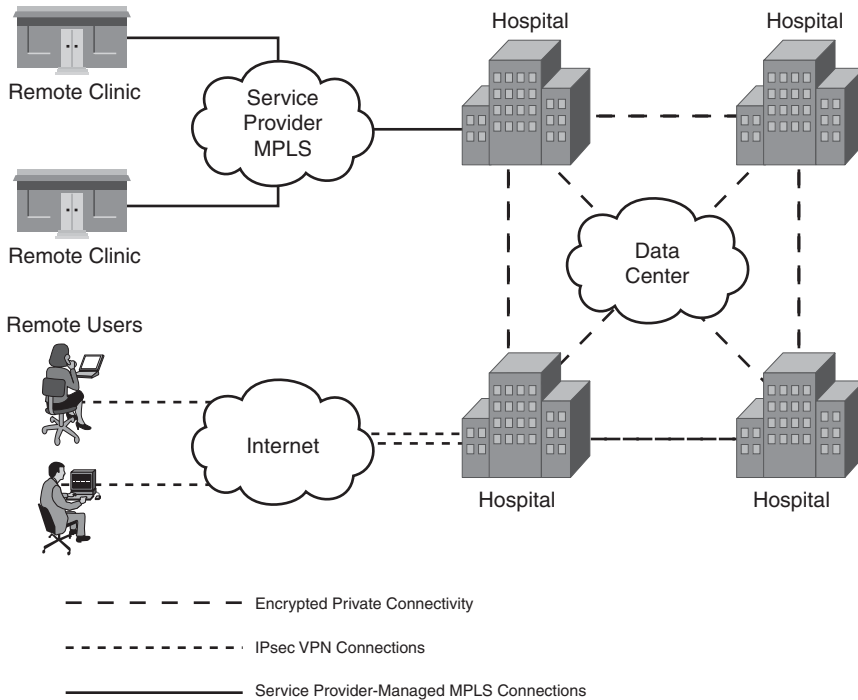 Hospital
Hospital
Remote Clinic
Service
Provider
MPLS
Remote Clinic
Data
Center
Remote Users
Internet
Hospital
Hospital
Encrypted Private Connectivity
IPsec VPN Connections
Service Provider-Managed MPLS Connections